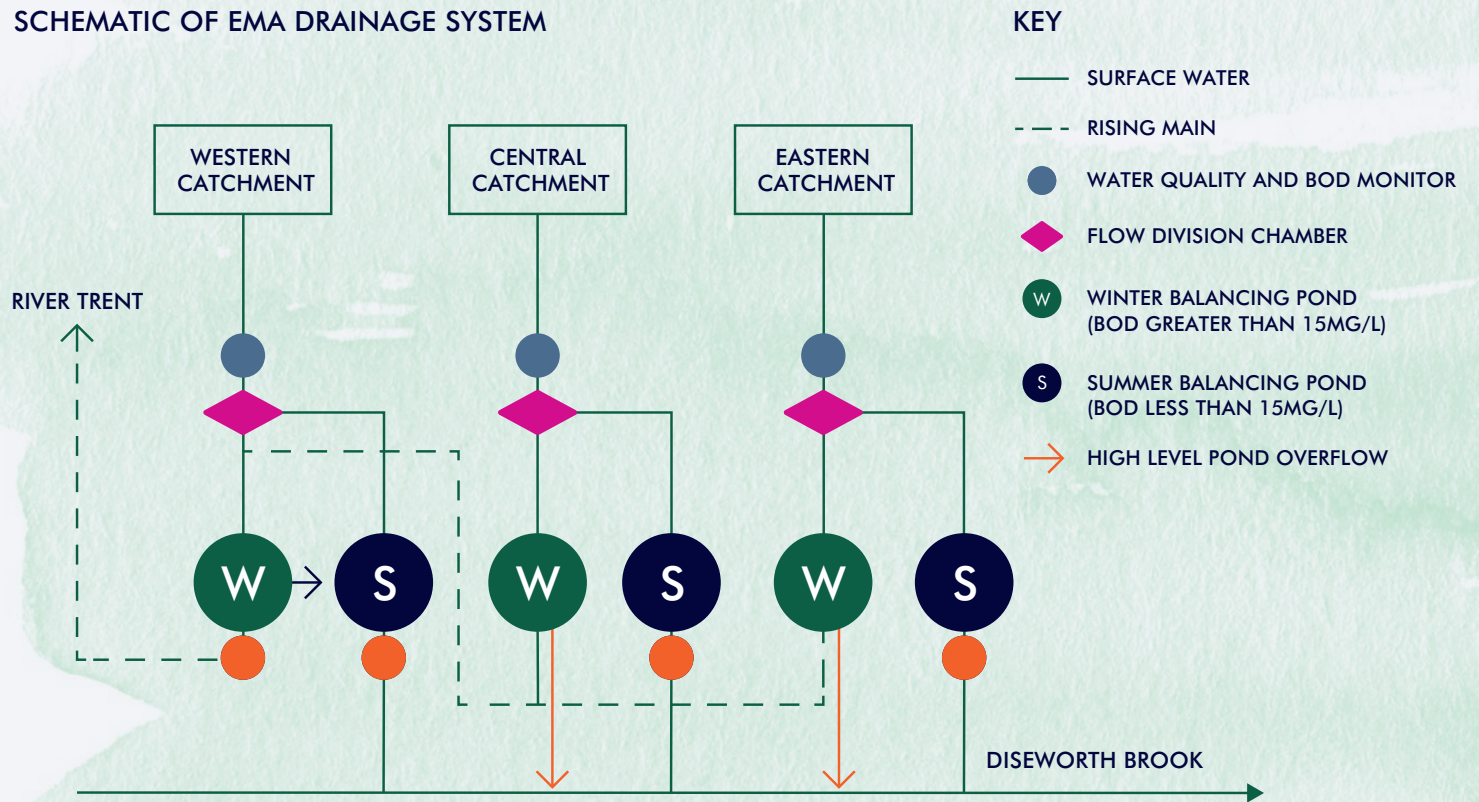 SCHEMATIC OF EMA DRAINAGE SYSTEM
KEY
SURFACE WATER
RISING MAIN
WATER QUALITY AND BOD MONITOR
FLOW DIVISION CHAMBER
W
WINTER BALANCING POND
(BOD GREATER THAN 15MG/L)
S
SUMMER BALANCING POND
(BOD LESS THAN 15MG/L)
HIGH LEVEL POND OVERFLOW
WESTERN
CATCHMENT
CENTRAL
CATCHMENT
EASTERN
CATCHMENT
RIVER TRENT
W
S
W
S
W
S
DISEWORTH BROOK